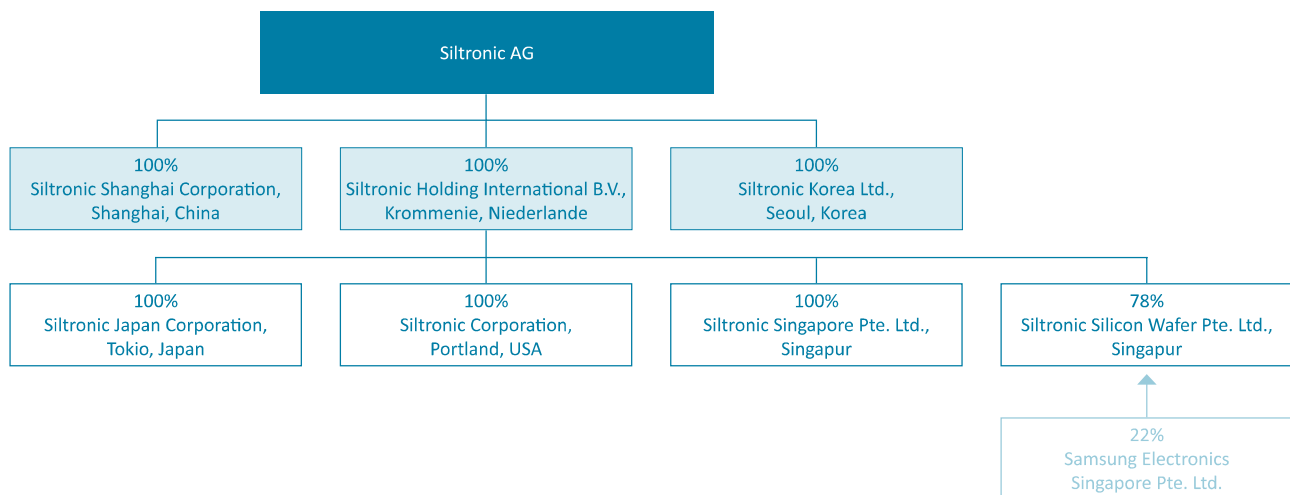 Siltronic AG
100%
Siltronic Shanghai Corporation,
Shanghai, China
100%
Siltronic Holding International B.V.,
Krommenie, Niederlande
100%
Siltronic Korea Ltd.,
Seoul, Korea
100%
Siltronic Japan Corporation,
Tokio, Japan
100%
Siltronic Corporation,
Portland, USA
100%
Siltronic Singapore Pte. Ltd.,
Singapur
78%
Siltronic Silicon Wafer Pte. Ltd.,
Singapur
22%
Samsung Electronics
Singapore Pte. Ltd.